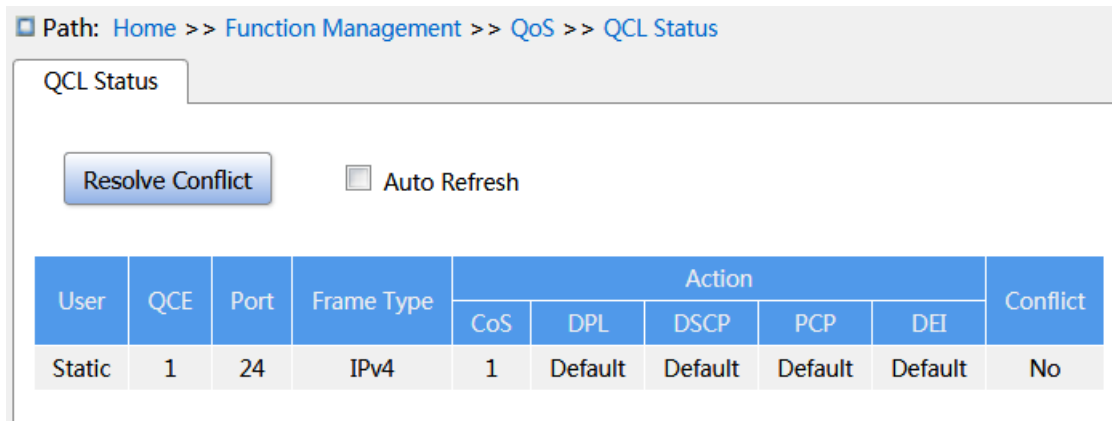 Path: Home >> Function Management >> QoS >> QCL Status
QCL Status
Resolve Conflict Auto Refresh
User QCE Port Frame Type Action Conflict
CoS DPL DSCP PCP DEI
Static 1 24 IPv4 1 Default Default Default Default No